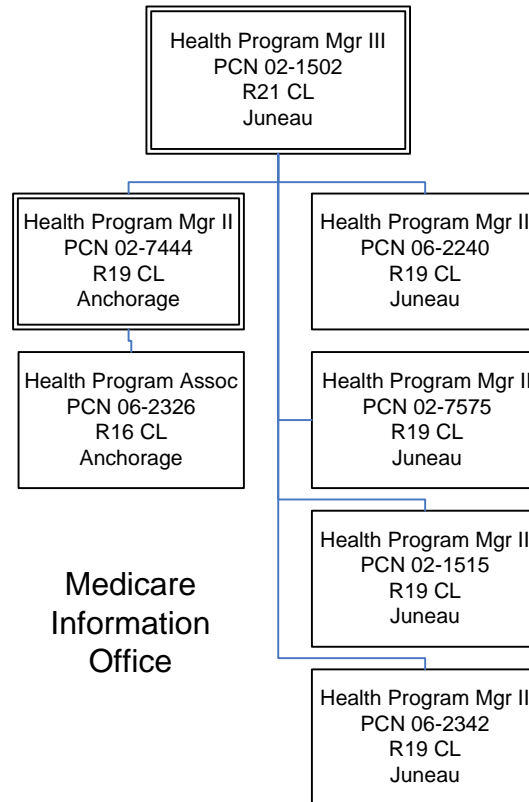 Health Program Mgr III
PCN 02-1502
R21 CL
Juneau
Health Program Mgr II
PCN 02-7444
R19 CL
Anchorage
Health Program Assoc
PCN 06-2326
R16 CL
Anchorage
Health Program Mgr II
PCN 06-2240
R19 CL
Juneau
Health Program Mgr II
PCN 02-7575
R19 CL
Juneau
Health Program Mgr II
PCN 02-1515
R19 CL
Juneau
Health Program Mgr II
PCN 06-2342
R19 CL
Juneau
Medicare
Information
Office